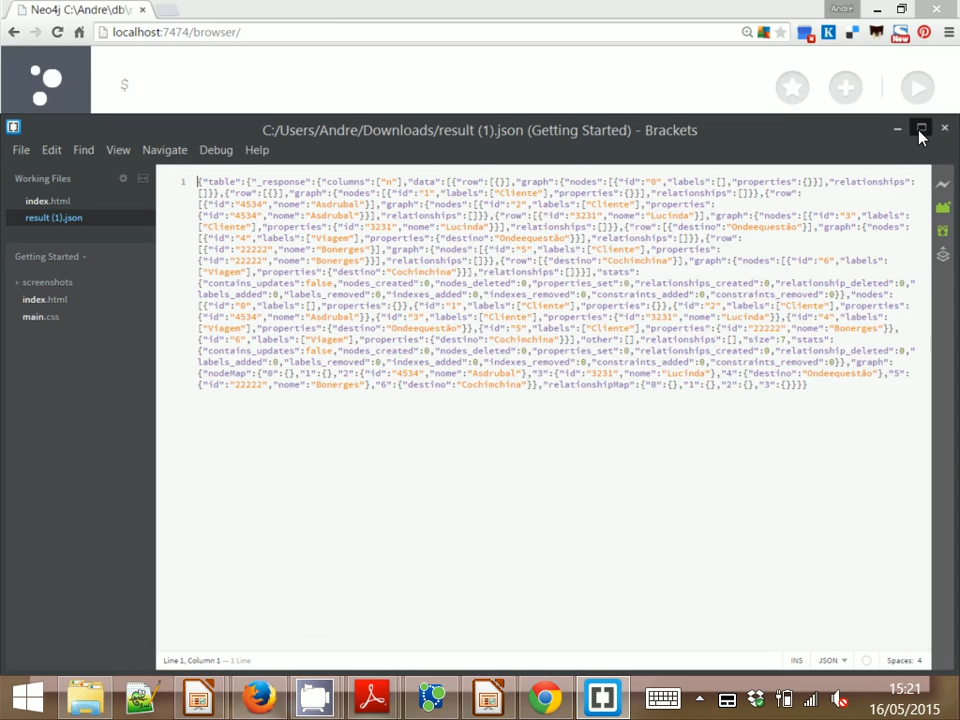 Neo4j C:\Andre\db\n
Andre
localhost:7474/browser/
New
$
C:/Users/Andre/Downloads/result (1).json (Getting Started) - Brackets
File Edit Find View Navigate Debug Help
Working Files
index.html
result (1).json
Getting Started
screenshots
index.html
main.css
1
{"table":{"_response":{"columns":["n"],"data":[{"row":[{}],"graph":{"nodes":[{"id":"0","labels":[],"properties":{}}],"relationships":
[]}},{"row":[{}],"graph":{"nodes":[{"id":"1","labels":["Cliente"],"properties":{}}],"relationships":[]}},{"row":
[{"id":"4534","nome":"Asdrubal"}],"graph":{"nodes":[{"id":"2","labels":["Cliente"],"properties":
{"id":"4534","nome":"Asdrubal"}}],"relationships":[]}},{"row":[{"id":"3231","nome":"Lucinda"}],"graph":{"nodes":[{"id":"3","labels":
["Cliente"],"properties":{"id":"3231","nome":"Lucinda"}}],"relationships":[]}},{"row":[{"destino":"Ondeequestão"}],"graph":{"nodes":
[{"id":"4","labels":["Viagem"],"properties":{"destino":"Ondeequestão"}}],"relationships":[]}},{"row":
[{"id":"22222","nome":"Bonerges"}],"graph":{"nodes":[{"id":"5","labels":["Cliente"],"properties":
{"id":"22222","nome":"Bonerges"}}],"relationships":[]}},{"row":[{"destino":"Cochimchina"}],"graph":{"nodes":[{"id":"6","labels":
["Viagem"],"properties":{"destino":"Cochimchina"}}],"relationships":[]}}],"stats":
{"contains_updates":false,"nodes_created":0,"nodes_deleted":0,"properties_set":0,"relationships_created":0,"relationship_deleted":0,"
labels_added":0,"labels_removed":0,"indexes_added":0,"indexes_removed":0,"constraints_added":0,"constraints_removed":0}},"nodes":
[{"id":"0","labels":[],"properties":{}},{"id":"1","labels":["Cliente"],"properties":{}},{"id":"2","labels":["Cliente"],"properties":
{"id":"4534","nome":"Asdrubal"}},{"id":"3","labels":["Cliente"],"properties":{"id":"3231","nome":"Lucinda"}},{"id":"4","labels":
["Viagem"],"properties":{"destino":"Ondeequestão"}},{"id":"5","labels":["Cliente"],"properties":{"id":"22222","nome":"Bonerges"}},
{"id":"6","labels":["Viagem"],"properties":{"destino":"Cochimchina"}}],"other":[],"size":7,"stats":
{"contains_updates":false,"nodes_created":0,"nodes_deleted":0,"properties_set":0,"relationships_created":0,"relationship_deleted":0,"
labels_added":0,"labels_removed":0,"indexes_added":0,"indexes_removed":0,"constraints_added":0,"constraints_removed":0}},"graph":
{"nodeMap":{"0":{},"1":{},"2":{"id":"4534","nome":"Asdrubal"},"3":{"id":"3231","nome":"Lucinda"},"4":{"destino":"Ondeequestão"},"5":
{"id":"22222","nome":"Bonerges"},"6":{"destino":"Cochimchina"}},"relationshipMap":{"0":{},"1":{},"2":{},"3":{}}}}
Line 1, Column 1 — 1 Line
INS JSON Spaces: 4
15:21
16/05/2015